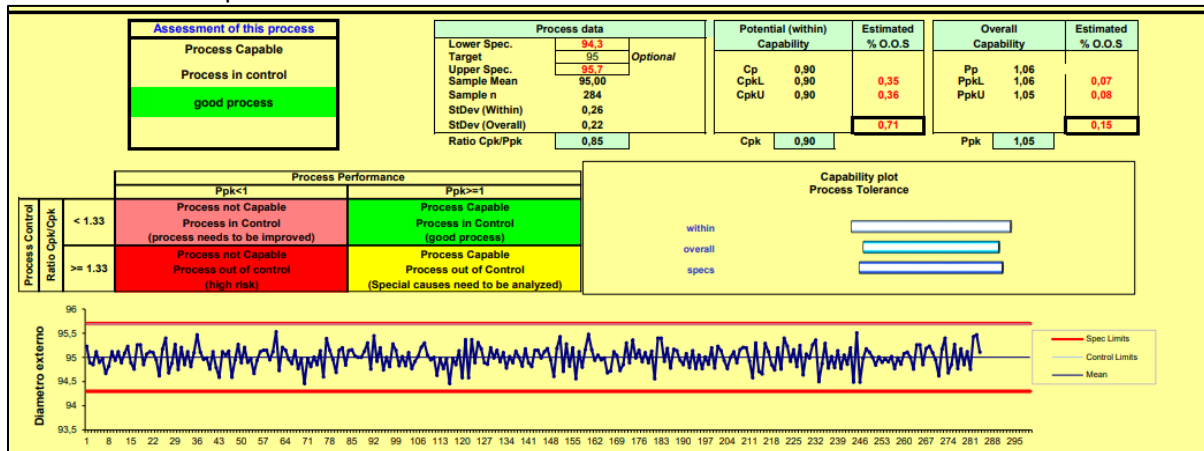 Assessment of this process
Process Capable
Process in control
good process
Process data
Lower Spec. 94,3
Target 95 Optional
Upper Spec. 95,7
Sample Mean 95,00
Sample n 284
StDev (Within) 0,26
StDev (Overall) 0,22
Ratio Cpk/Ppk 0,85
Potential (within) Estimated
Capability % O.O.S
Cp 0,90
CpkL 0,90 0,35
CpkU 0,90 0,36
0,71
Cpk 0,90
Overall Estimated
Capability % O.O.S
Pp 1,06
PpkL 1,06 0,07
PpkU 1,05 0,08
0,15
Ppk 1,05
Process Performance
Ppk<1 Ppk>=1
Process Control
Ratio Cpk/Cpk
< 1.33
Process not Capable
Process in Control
(process needs to be improved)
Process Capable
Process in Control
(good process)
>= 1.33
Process not Capable
Process out of control
(high risk)
Process Capable
Process out of Control
(Special causes need to be analyzed)
Capability plot
Process Tolerance
within
overall
specs
Diametro externo
96
95,5
95
94,5
94
93,5
1 8 15 22 29 36 43 50 57 64 71 78 85 92 99 106 113 120 127 134 141 148 155 162 169 176 183 190 197 204 211 218 225 232 239 246 253 260 267 274 281 288 295
Spec Limits
Control Limits
Mean